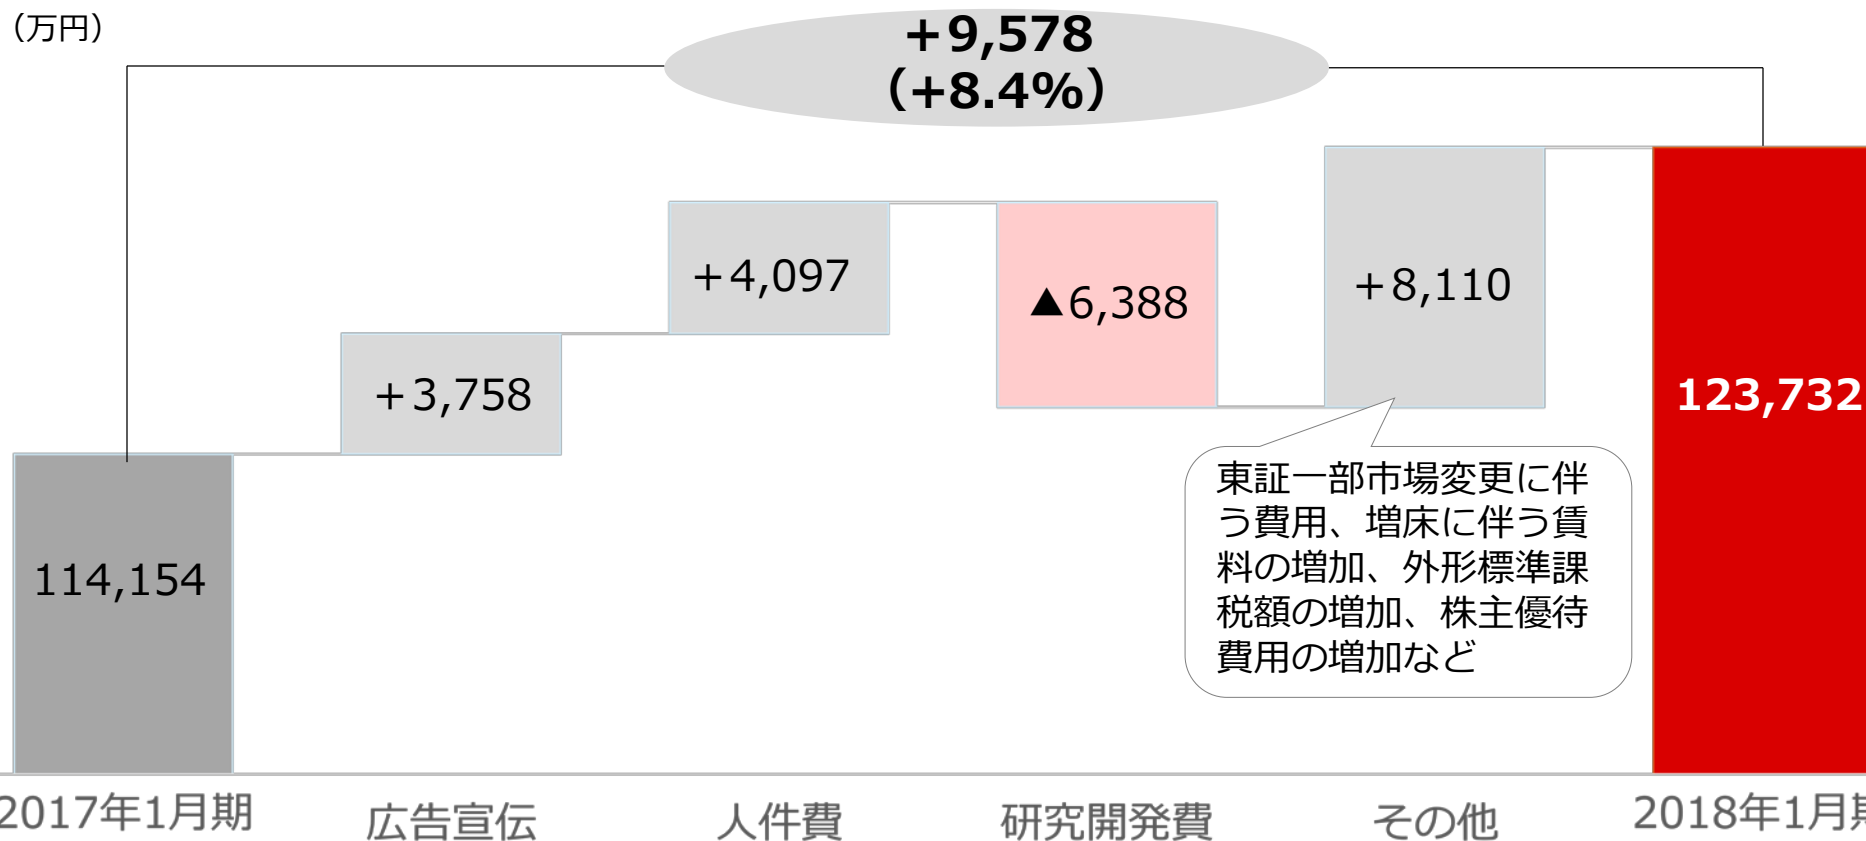 （万円）
＋9,578
（+8.4%）
＋4,097
＋8,110
▲6,388
＋3,758
123,732
114,154
東証一部市場変更に伴
う費用、増床に伴う賃
料の増加、外形標準課
税額の増加、株主優待
費用の増加など
2017年1月期
広告宣伝
人件費
研究開発費
その他
2018年1月期